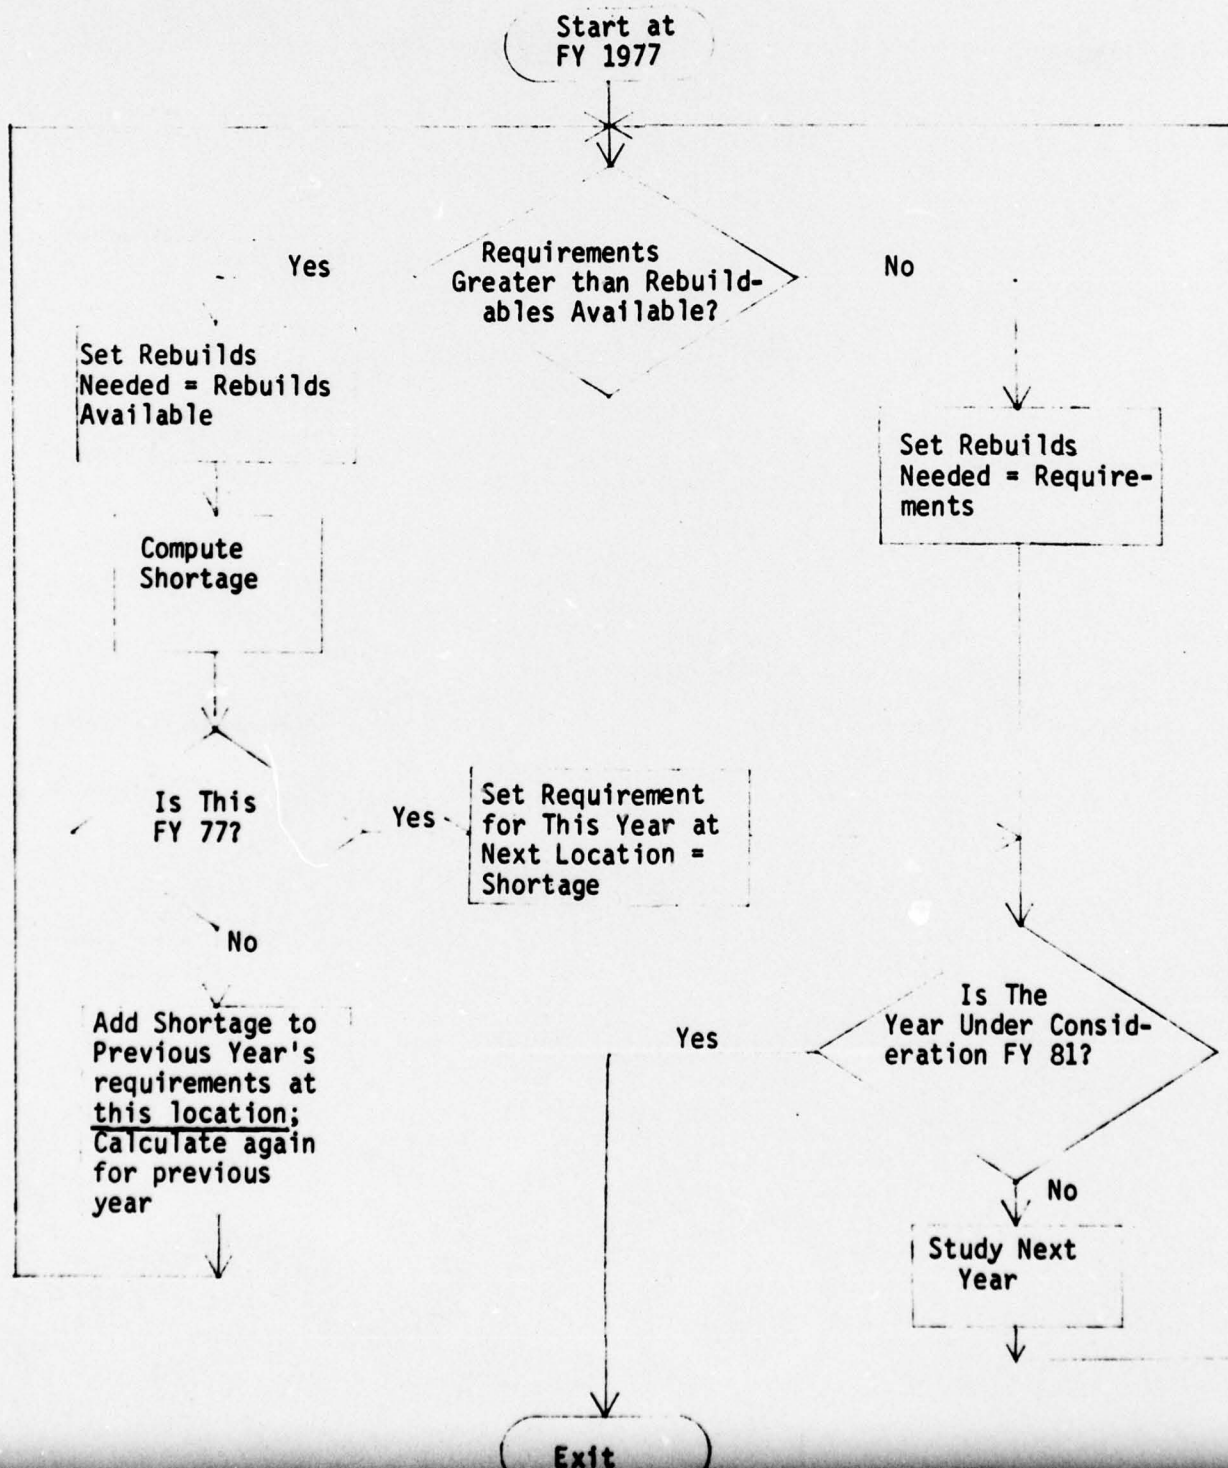 Start at
FY 1977
Requirements
Greater than Rebuild-
ables Available?
Yes
No
Set Rebuilds
Needed = Rebuilds
Available
Set Rebuilds
Needed = Require-
ments
Compute
Shortage
Is This
FY 77?
Yes
Set Requirement
for This Year at
Next Location =
Shortage
No
Add Shortage to
Previous Year's
requirements at
this location;
Calculate again
for previous
year
Yes
Is The
Year Under Consid-
eration FY 81?
No
Study Next
Year
Exit